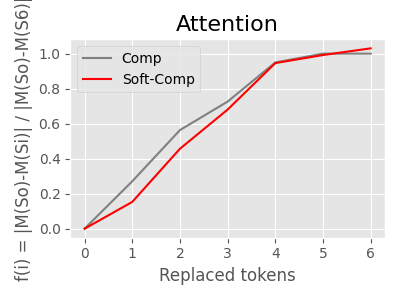 Attention
f(i) = |M(So)-M(Si)| / |M(So)-M(S6)|
1.0
0.8
0.6
0.4
0.2
0.0
Comp
Soft-Comp
0 1 2 3 4 5 6
Replaced tokens